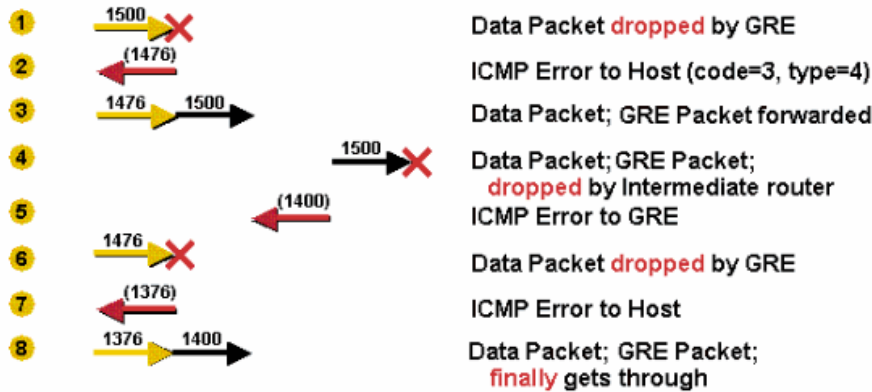 1 1500 Data Packet dropped by GRE
2 (1476) ICMP Error to Host (code=3, type=4)
3 1476 1500 Data Packet; GRE Packet forwarded
4 1500 Data Packet;GRE Packet;
dropped by Intermediate router
5 (1400) ICMP Error to GRE
6 1476 Data Packet dropped by GRE
7 (1376) ICMP Error to Host
8 1376 1400 Data Packet; GRE Packet;
finally gets through